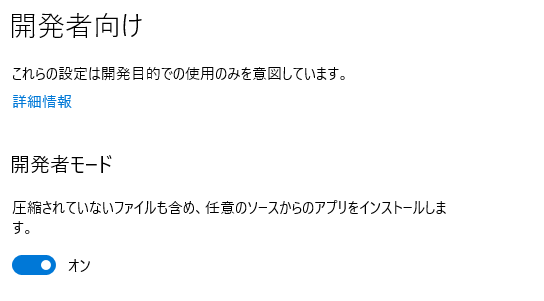 開発者向け
これらの設定は開発目的での使用のみを意図しています。
詳細情報
開発者モード
圧縮されていないファイルも含め、任意のソースからのアプリをインストールしま
す。
オン